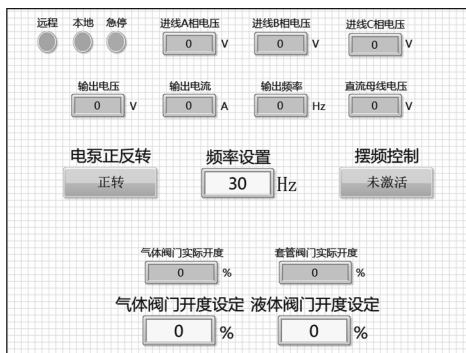 远程 本地 急停 进线A相电压 进线B相电压 进线C相电压
0 V 0 V 0 V
输出电压 输出电流 输出频率 直流母线电压
0 V 0 A 0 Hz 0 V
电泵正反转 频率设置 摆频控制
正转 30 Hz 未激活
气体阀门实际开度 套管阀门实际开度
0 % 0 %
气体阀门开度设定 液体阀门开度设定
0 % 0 %